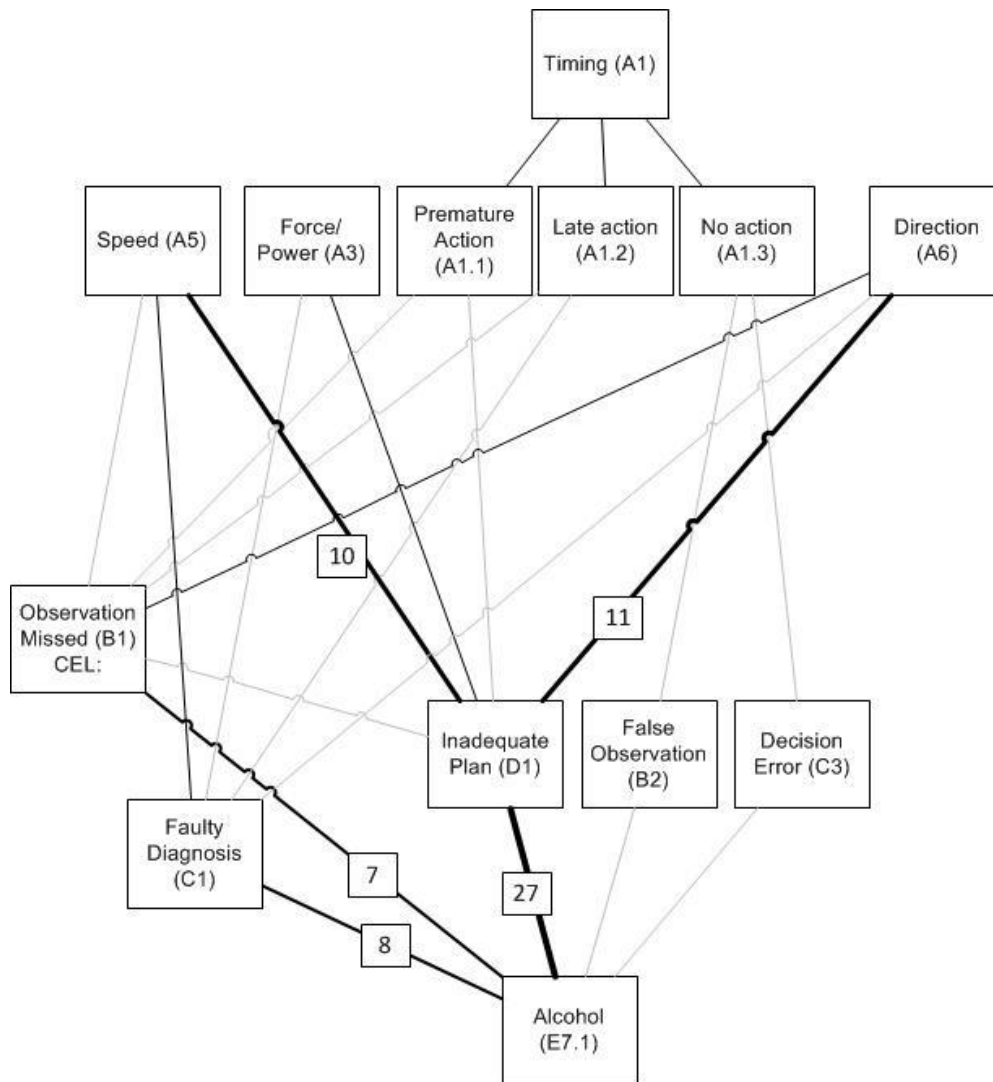 Timing (A1)
Speed (A5)
Force/
Power (A3)
Premature
Action
(A1.1)
Late action
(A1.2)
No action
(A1.3)
Direction
(A6)
10
11
Observation
Missed (B1)
CEL:
Inadequate
Plan (D1)
False
Observation
(B2)
Decision
Error (C3)
Faulty
Diagnosis
(C1)
7
27
8
Alcohol
(E7.1)